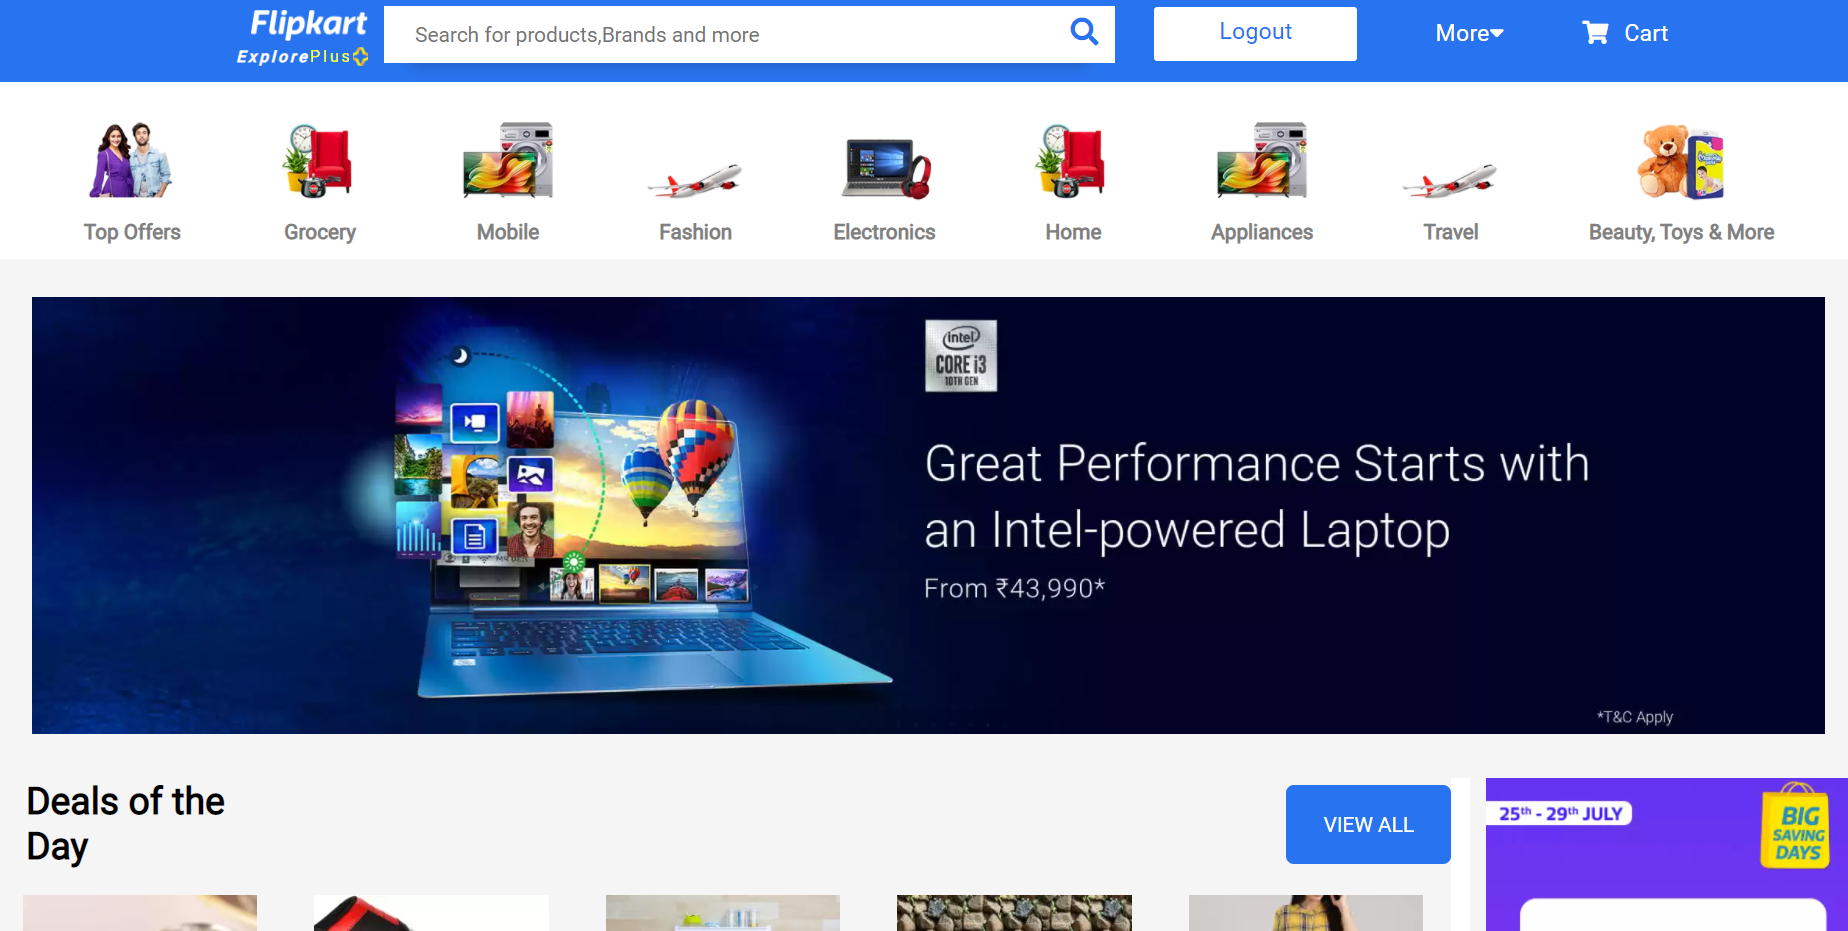 Flipkart
ExplorePlus
Search for products,Brands and more
Logout
More
Cart
Top Offers
Grocery
Mobile
Fashion
Electronics
Home
Appliances
Travel
Beauty, Toys & More
intel
CORE i3
10TH GEN
Great Performance Starts with
an Intel-powered Laptop
From ₹43,990*
*T&C Apply
Deals of the
Day
VIEW ALL
25th - 29th JULY
BIG
SAVING
DAYS